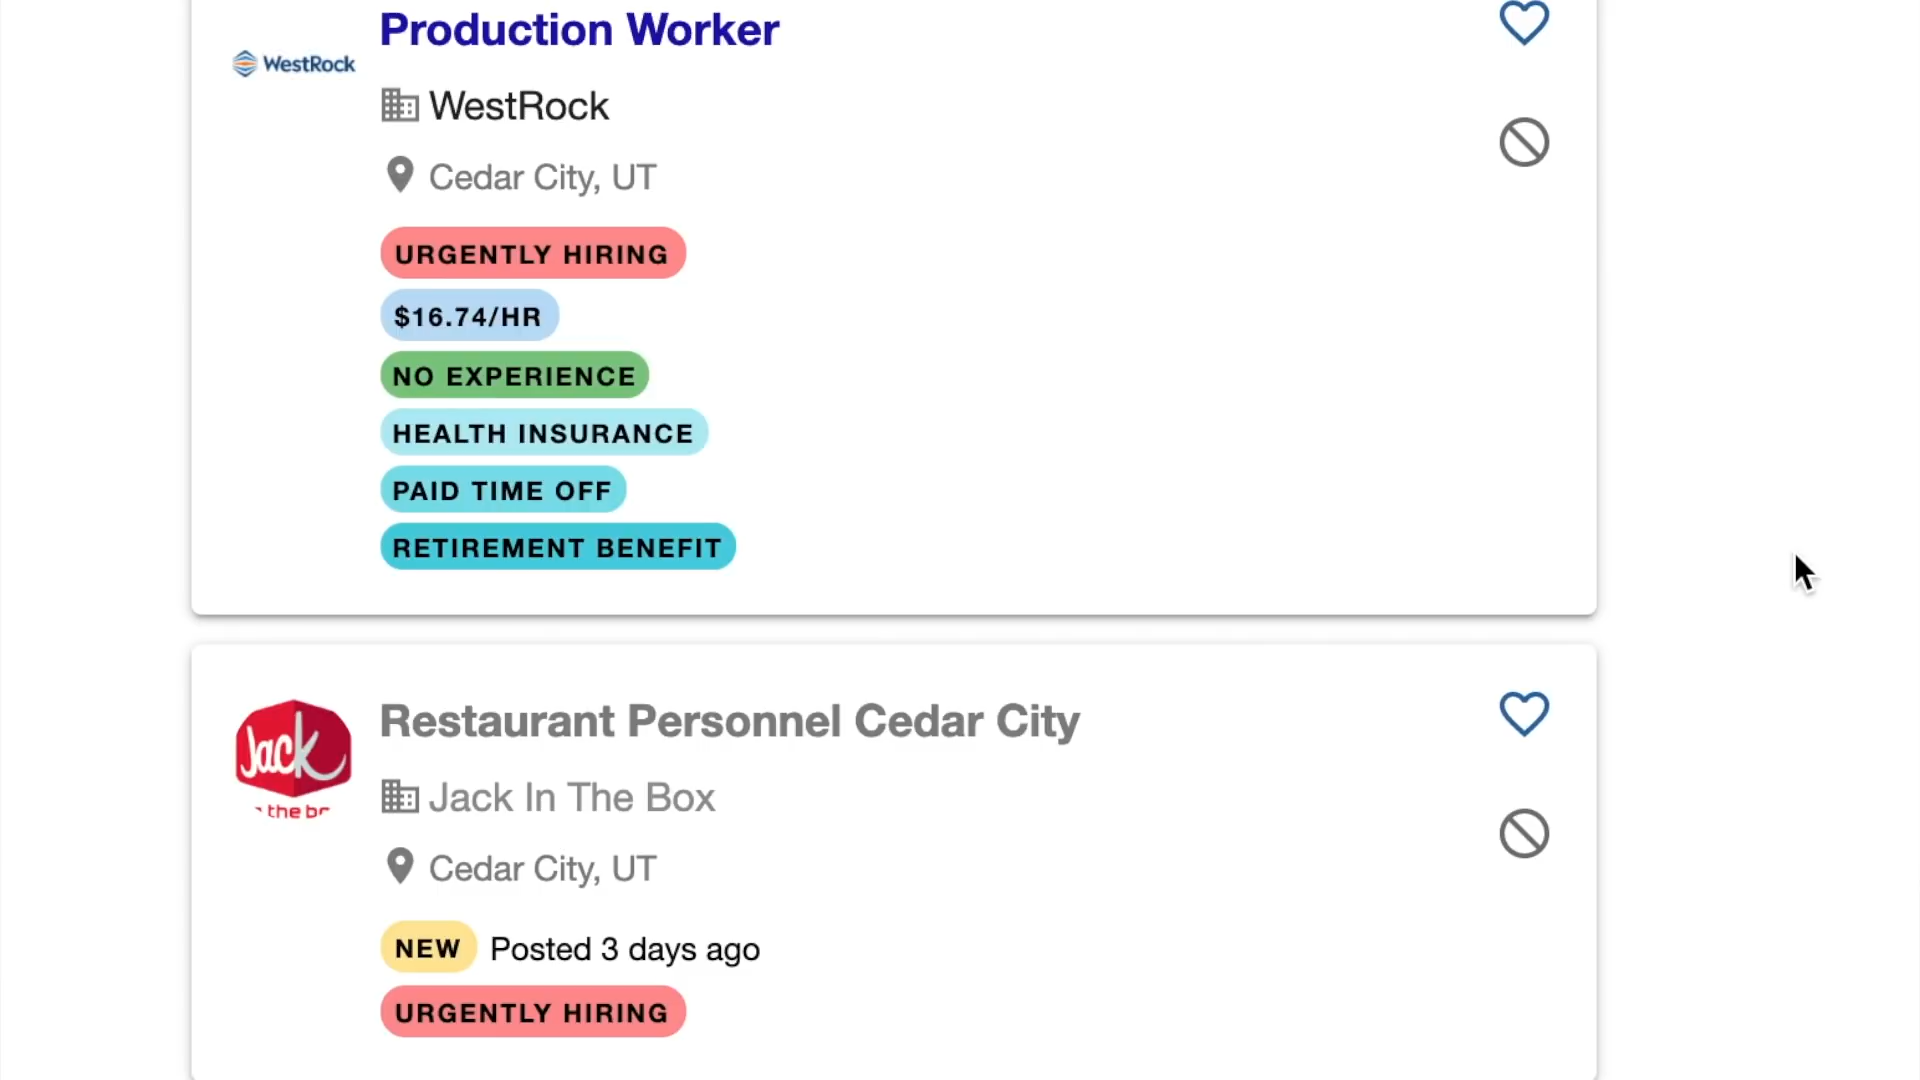 Production Worker
WestRock
WestRock
Cedar City, UT
URGENTLY HIRING
$16.74/HR
NO EXPERIENCE
HEALTH INSURANCE
PAID TIME OFF
RETIREMENT BENEFIT
Restaurant Personnel Cedar City
Jack
the
Jack In The Box
Cedar City, UT
NEW Posted 3 days ago
URGENTLY HIRING